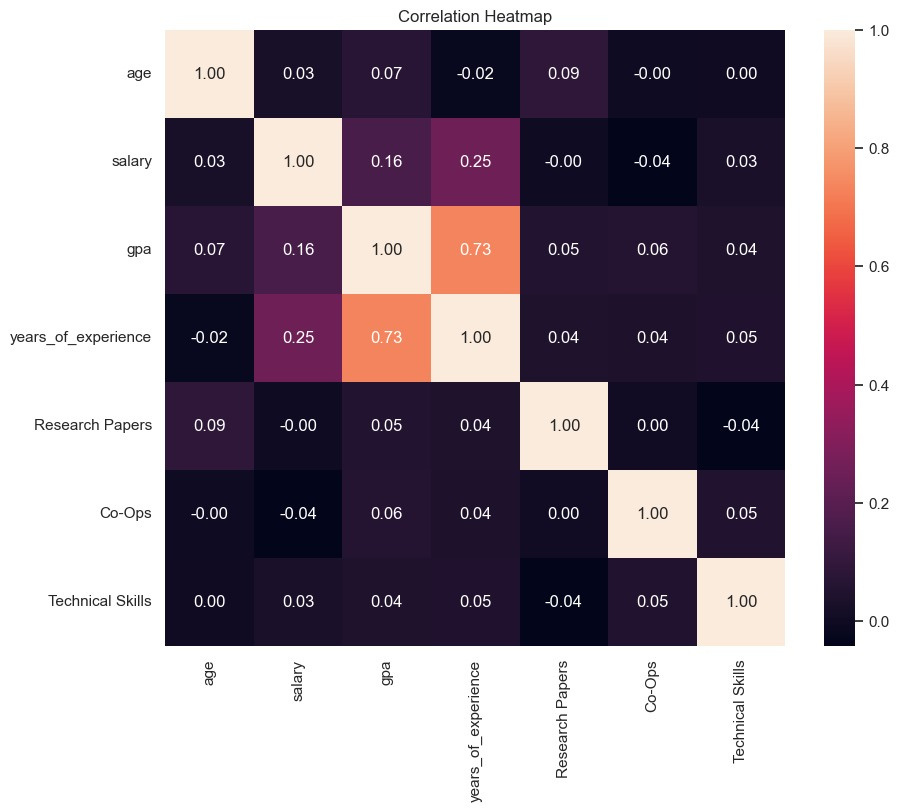 Correlation Heatmap
age 1.00 0.03 0.07 -0.02 0.09 -0.00 0.00
salary 0.03 1.00 0.16 0.25 -0.00 -0.04 0.03
gpa 0.07 0.16 1.00 0.73 0.05 0.06 0.04
years_of_experience -0.02 0.25 0.73 1.00 0.04 0.04 0.05
Research Papers 0.09 -0.00 0.05 0.04 1.00 0.00 -0.04
Co-Ops -0.00 -0.04 0.06 0.04 0.00 1.00 0.05
Technical Skills 0.00 0.03 0.04 0.05 -0.04 0.05 1.00
age
salary
gpa
years_of_experience
Research Papers
Co-Ops
Technical Skills
1.0
0.8
0.6
0.4
0.2
0.0